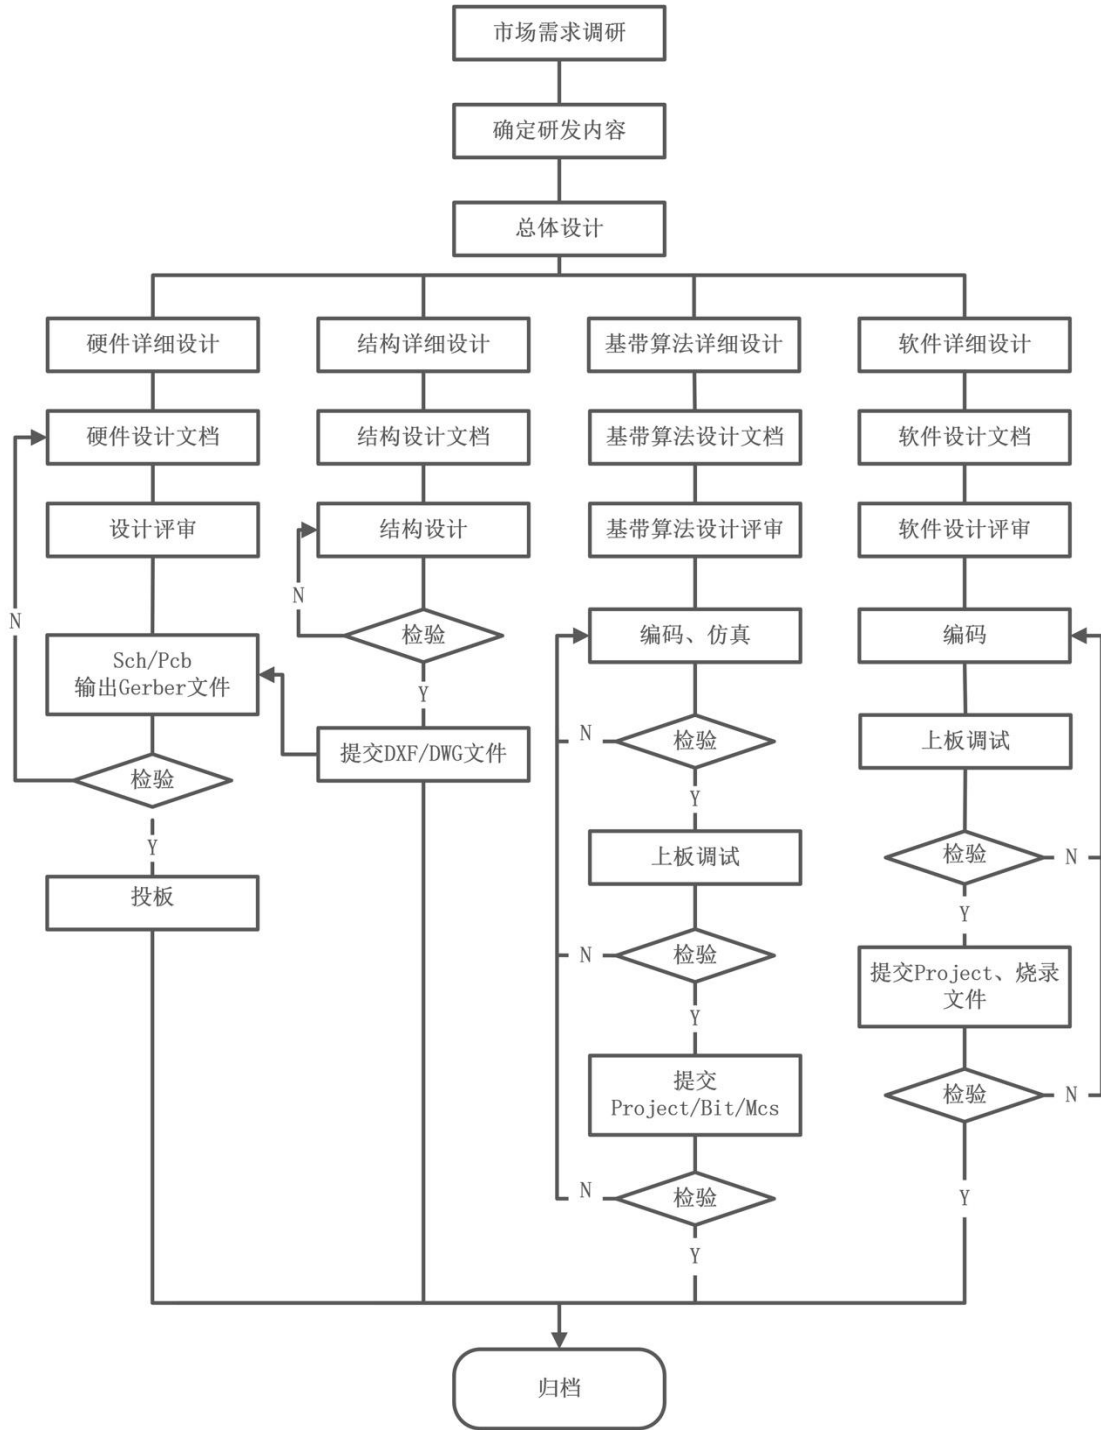 市场需求调研
确定研发内容
总体设计
硬件详细设计
结构详细设计
基带算法详细设计
软件详细设计
硬件设计文档
结构设计文档
基带算法设计文档
软件设计文档
设计评审
结构设计
基带算法设计评审
软件设计评审
N
N
检验
编码、仿真
编码
Sch/Pcb
输出Gerber文件
Y
提交DXF/DWG文件
N
检验
上板调试
检验
Y
Y
投板
上板调试
检验
N
Y
N
检验
Y
提交Project、烧录
文件
提交
Project/Bit/Mcs
检验
N
N
检验
Y
Y
归档